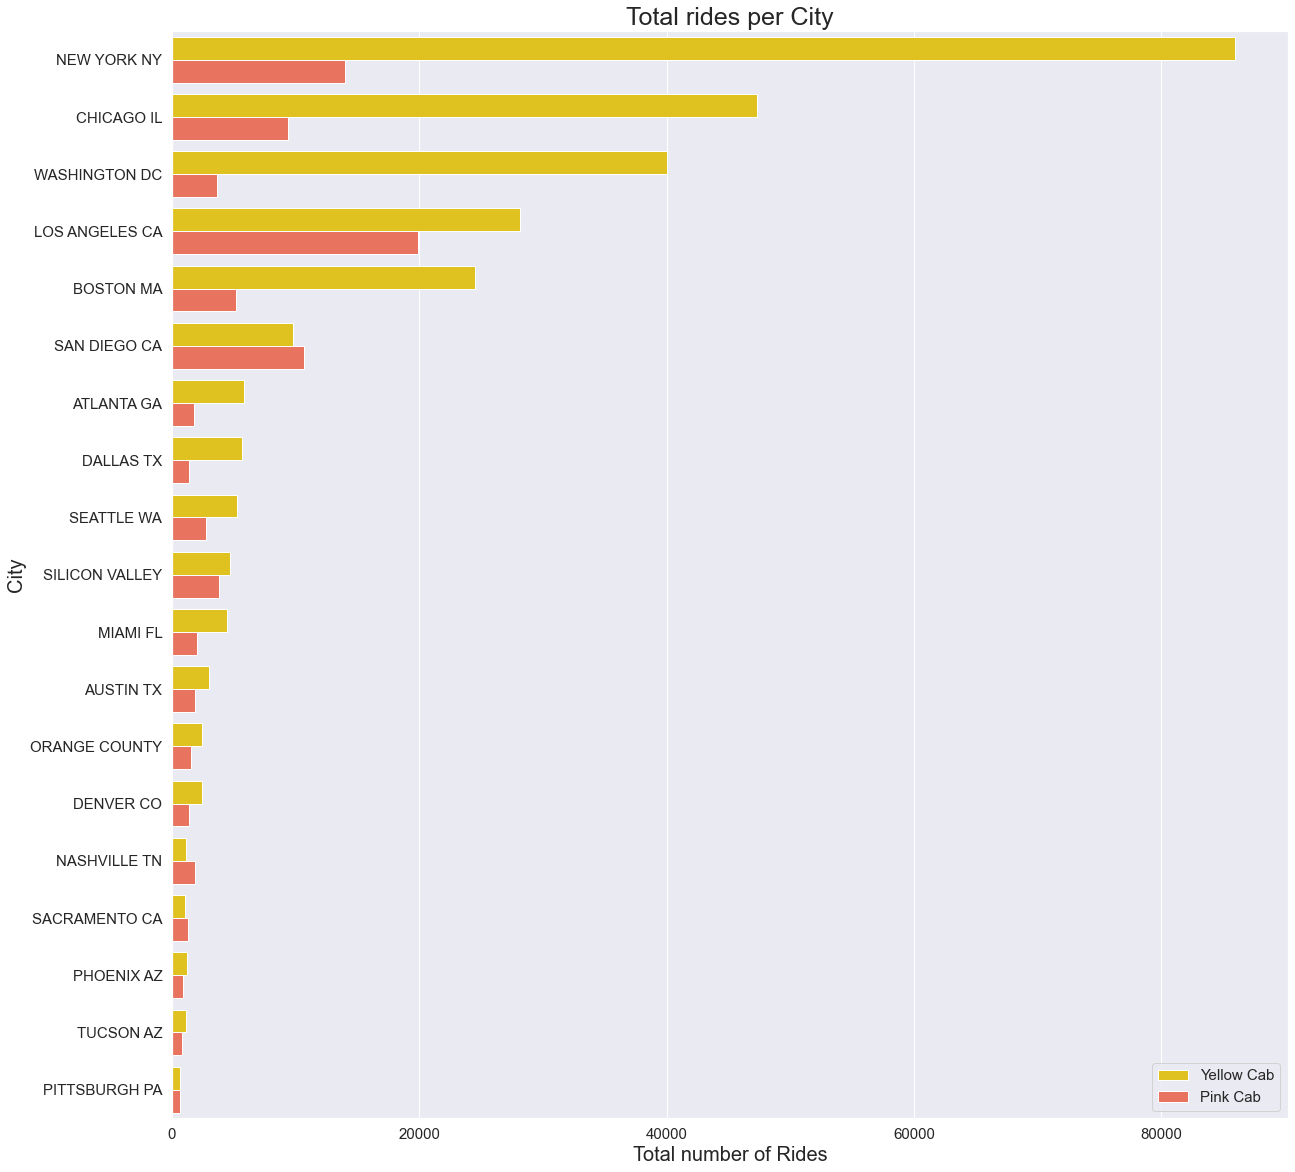 Total rides per City
City
NEW YORK NY
CHICAGO IL
WASHINGTON DC
LOS ANGELES CA
BOSTON MA
SAN DIEGO CA
ATLANTA GA
DALLAS TX
SEATTLE WA
SILICON VALLEY
MIAMI FL
AUSTIN TX
ORANGE COUNTY
DENVER CO
NASHVILLE TN
SACRAMENTO CA
PHOENIX AZ
TUCSON AZ
PITTSBURGH PA
Yellow Cab
Pink Cab
0 20000 40000 60000 80000
Total number of Rides